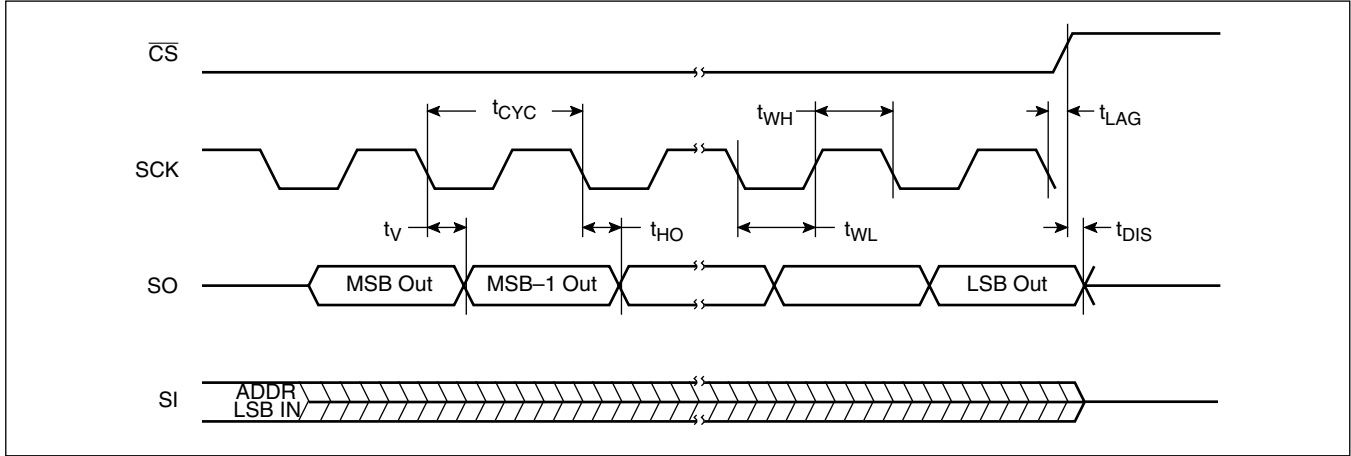 CS
tCYC
tWH
tLAG
SCK
tV
tHO
tWL
tDIS
SO
MSB Out
MSB–1 Out
LSB Out
SI
ADDR
LSB IN